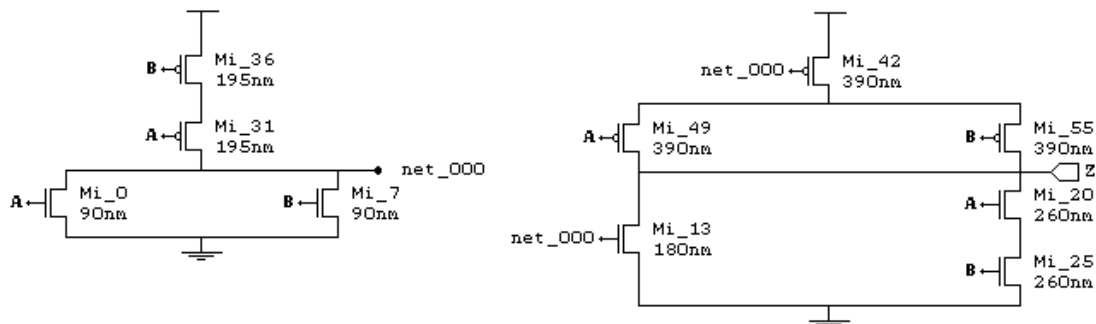 B Mi_36
195nm
A Mi_31
195nm
net_000
A Mi_0
90nm
B Mi_7
90nm
net_000 Mi_42
390nm
A Mi_49
390nm
B Mi_55
390nm
Z
A Mi_20
260nm
net_000 Mi_13
180nm
B Mi_25
260nm